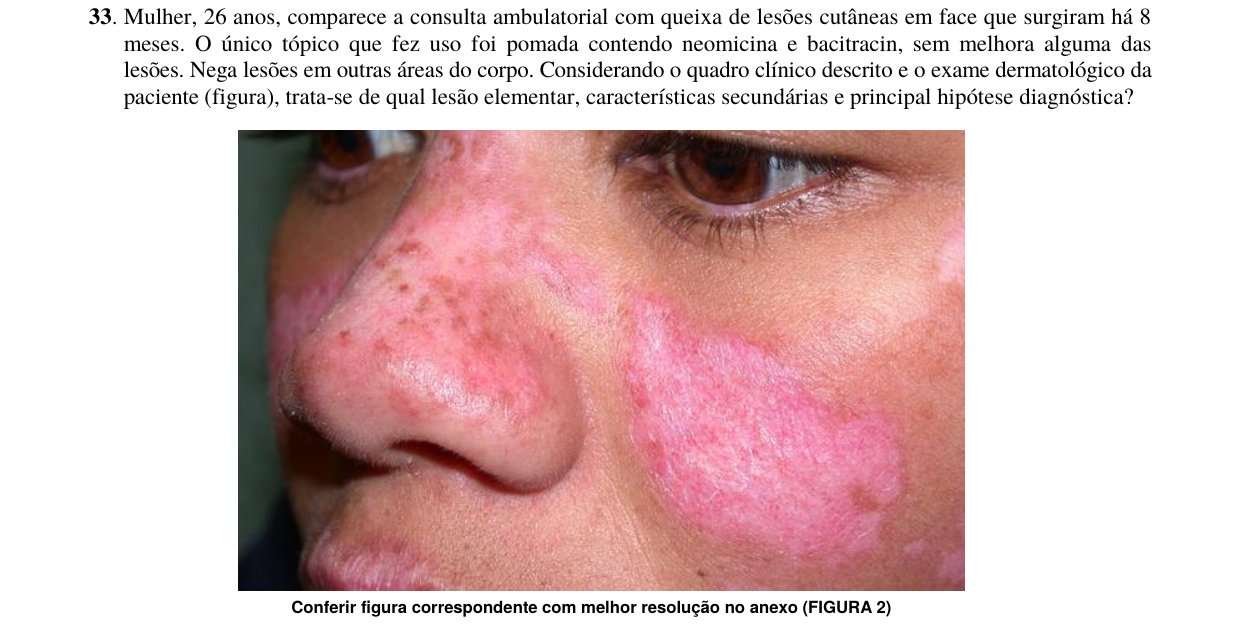 33. Mulher, 26 anos, comparece a consulta ambulatorial com queixa de lesões cutâneas em face que surgiram há 8
meses. O único tópico que fez uso foi pomada contendo neomicina e bacitracin, sem melhora alguma das
lesões. Nega lesões em outras áreas do corpo. Considerando o quadro clínico descrito e o exame dermatológico da
paciente (figura), trata-se de qual lesão elementar, características secundárias e principal hipótese diagnóstica?
Conferir figura correspondente com melhor resolução no anexo (FIGURA 2)